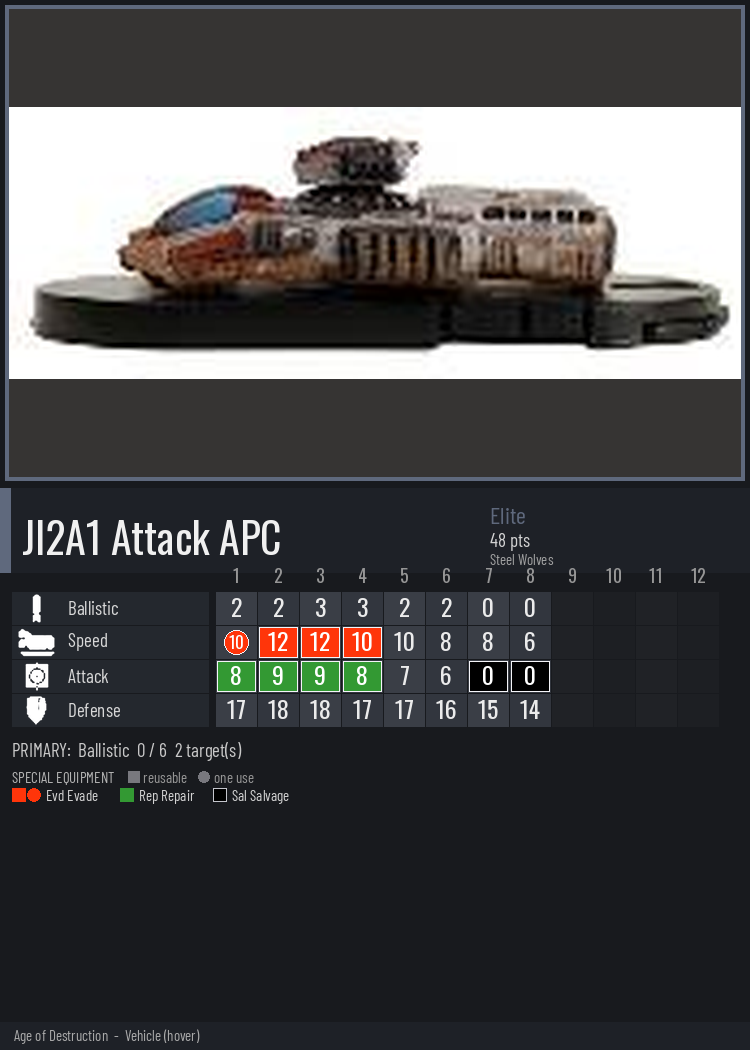 JI2A1 Attack APC
Elite
48 pts
Steel Wolves
1 2 3 4 5 6 7 8 9 10 11 12
Ballistic 2 2 3 3 2 2 0 0
Speed 10 12 12 10 10 8 8 6
Attack 8 9 9 8 7 6 0 0
Defense 17 18 18 17 17 16 15 14
PRIMARY: Ballistic 0 / 6 2 target(s)
SPECIAL EQUIPMENT reusable one use
Evd Evade Rep Repair Sal Salvage
Age of Destruction - Vehicle (hover)